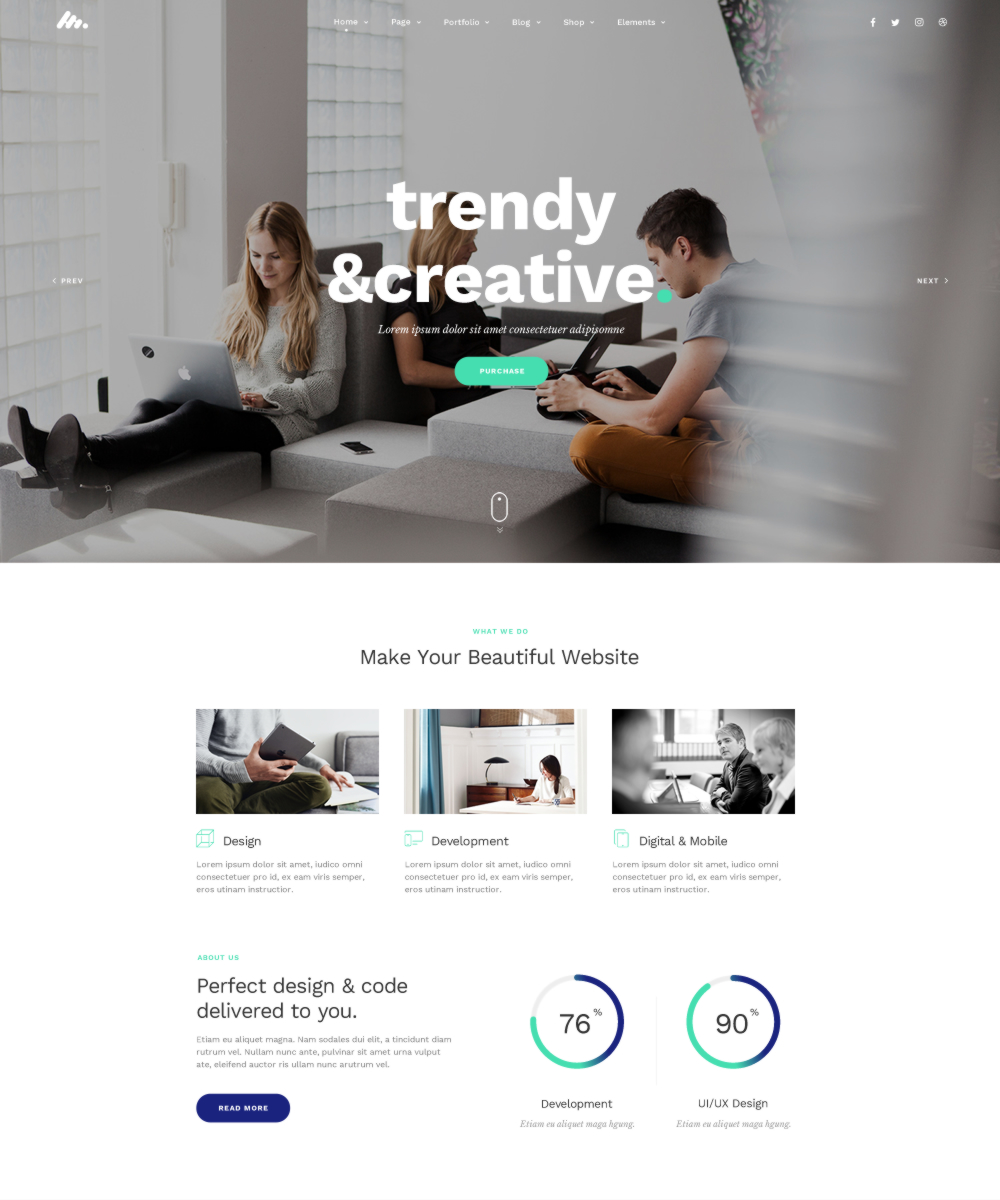 Home Page Portfolio Blog Shop Elements
trendy
&creative.
PREV
NEXT
Lorem ipsum dolor sit amet consectetuer adipisomne
PURCHASE
WHAT WE DO
Make Your Beautiful Website
Design
Lorem ipsum dolor sit amet, iudico omni
consectetuer pro id, ex eam viris semper,
eros utinam instructior.
Development
Lorem ipsum dolor sit amet, iudico omni
consectetuer pro id, ex eam viris semper,
eros utinam instructior.
Digital & Mobile
Lorem ipsum dolor sit amet, iudico omni
consectetuer pro id, ex eam viris semper,
eros utinam instructior.
ABOUT US
Perfect design & code
delivered to you.
Etiam eu aliquet magna. Nam sodales dui elit, a tincidunt diam
rutrum vel. Nullam nunc ante, pulvinar sit amet urna vulput
ate, eleifend auctor ris ullam nunc arutrum vel.
READ MORE
76%
Development
Etiam eu aliquet maga hgung.
90%
UI/UX Design
Etiam eu aliquet maga hgung.